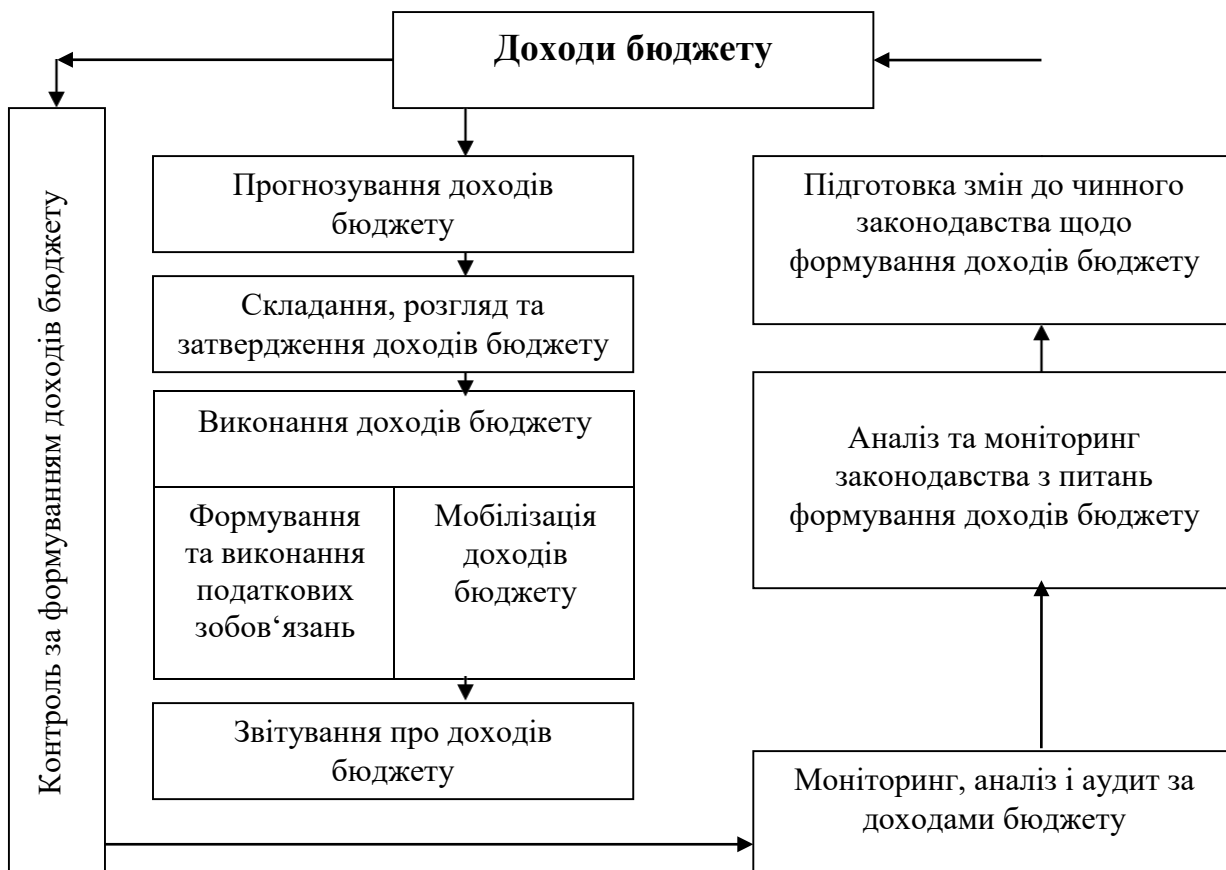 Доходи бюджету
Контроль за формуванням доходів бюджету
Прогнозування доходів
бюджету
Складання, розгляд та
затвердження доходів бюджету
Виконання доходів бюджету
Формування
та виконання
податкових
зобов‘язань
Мобілізація
доходів
бюджету
Звітування про доходів
бюджету
Підготовка змін до чинного
законодавства щодо
формування доходів бюджету
Аналіз та моніторинг
законодавства з питань
формування доходів бюджету
Моніторинг, аналіз і аудит за
доходами бюджету